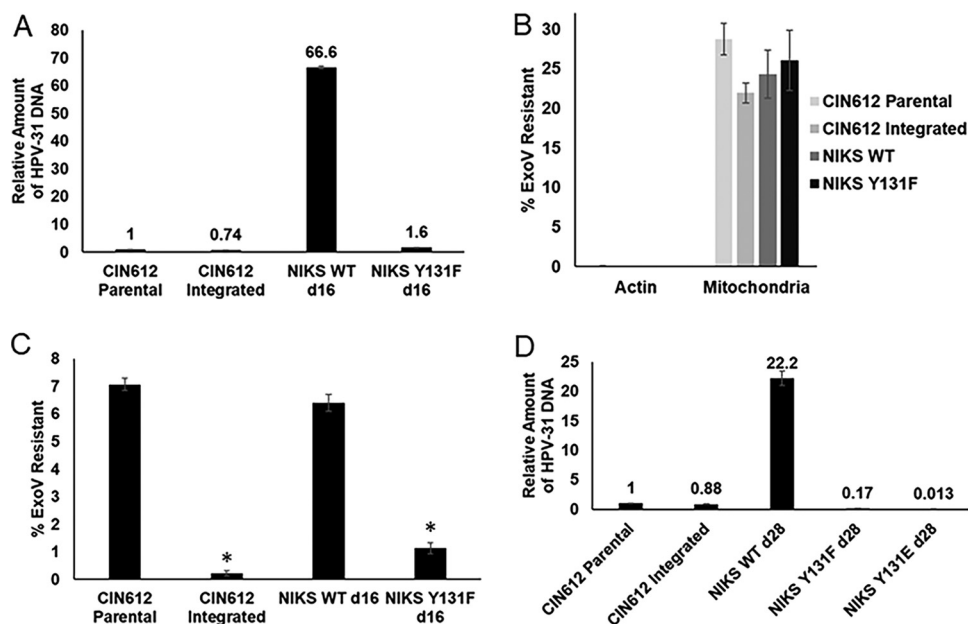 A
Relative Amount
of HPV-31 DNA
80
70
60
50
40
30
20
10
0
1
0.74
66.6
1.6
CIN612
Parental
CIN612
Integrated
NIKS WT
d16
NIKS Y131F
d16
B
% ExoV Resistant
30
25
20
15
10
5
0
Actin
Mitochondria
CIN612 Parental
CIN612 Integrated
NIKS WT
NIKS Y131F
C
% ExoV Resistant
8
7
6
5
4
3
2
1
0
*
*
CIN612
Parental
CIN612
Integrated
NIKS WT d16
NIKS Y131F
d16
D
Relative Amount
of HPV-31 DNA
25
20
15
10
5
0
1
0.88
22.2
0.17
0.013
CIN612 Parental
CIN612 Integrated
NIKS WT d28
NIKS Y131F d28
NIKS Y131E d28